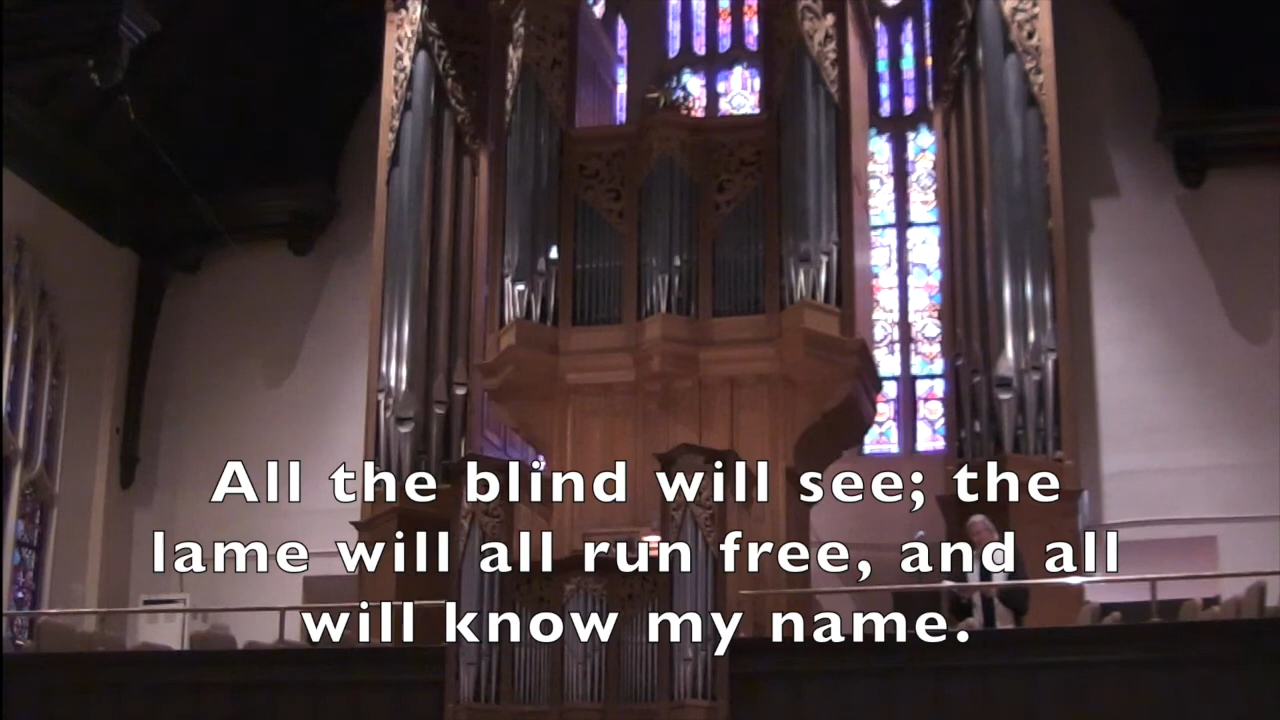 All the blind will see; the
lame will all run free, and all
will know my name.